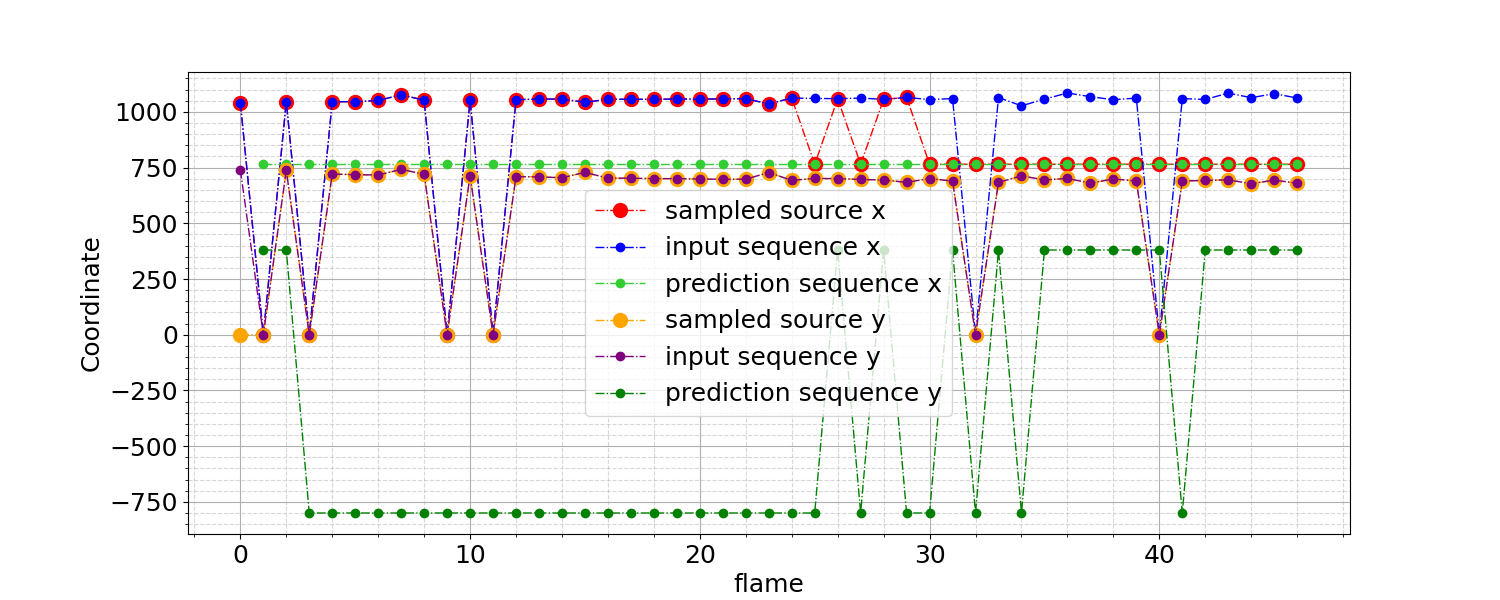 1000
750
500
250
0
−250
−500
−750
Coordinate
sampled source x
input sequence x
prediction sequence x
sampled source y
input sequence y
prediction sequence y
0 10 20 30 40
flame